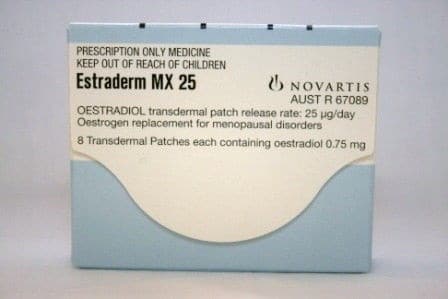 PRESCRIPTION ONLY MEDICINE
KEEP OUT OF REACH OF CHILDREN
Estraderm MX 25
NOVARTIS
AUST R 67089
OESTRADIOL transdermal patch release rate: 25 µg/day
Oestrogen replacement for menopausal disorders
8 Transdermal Patches each containing oestradiol 0.75 mg